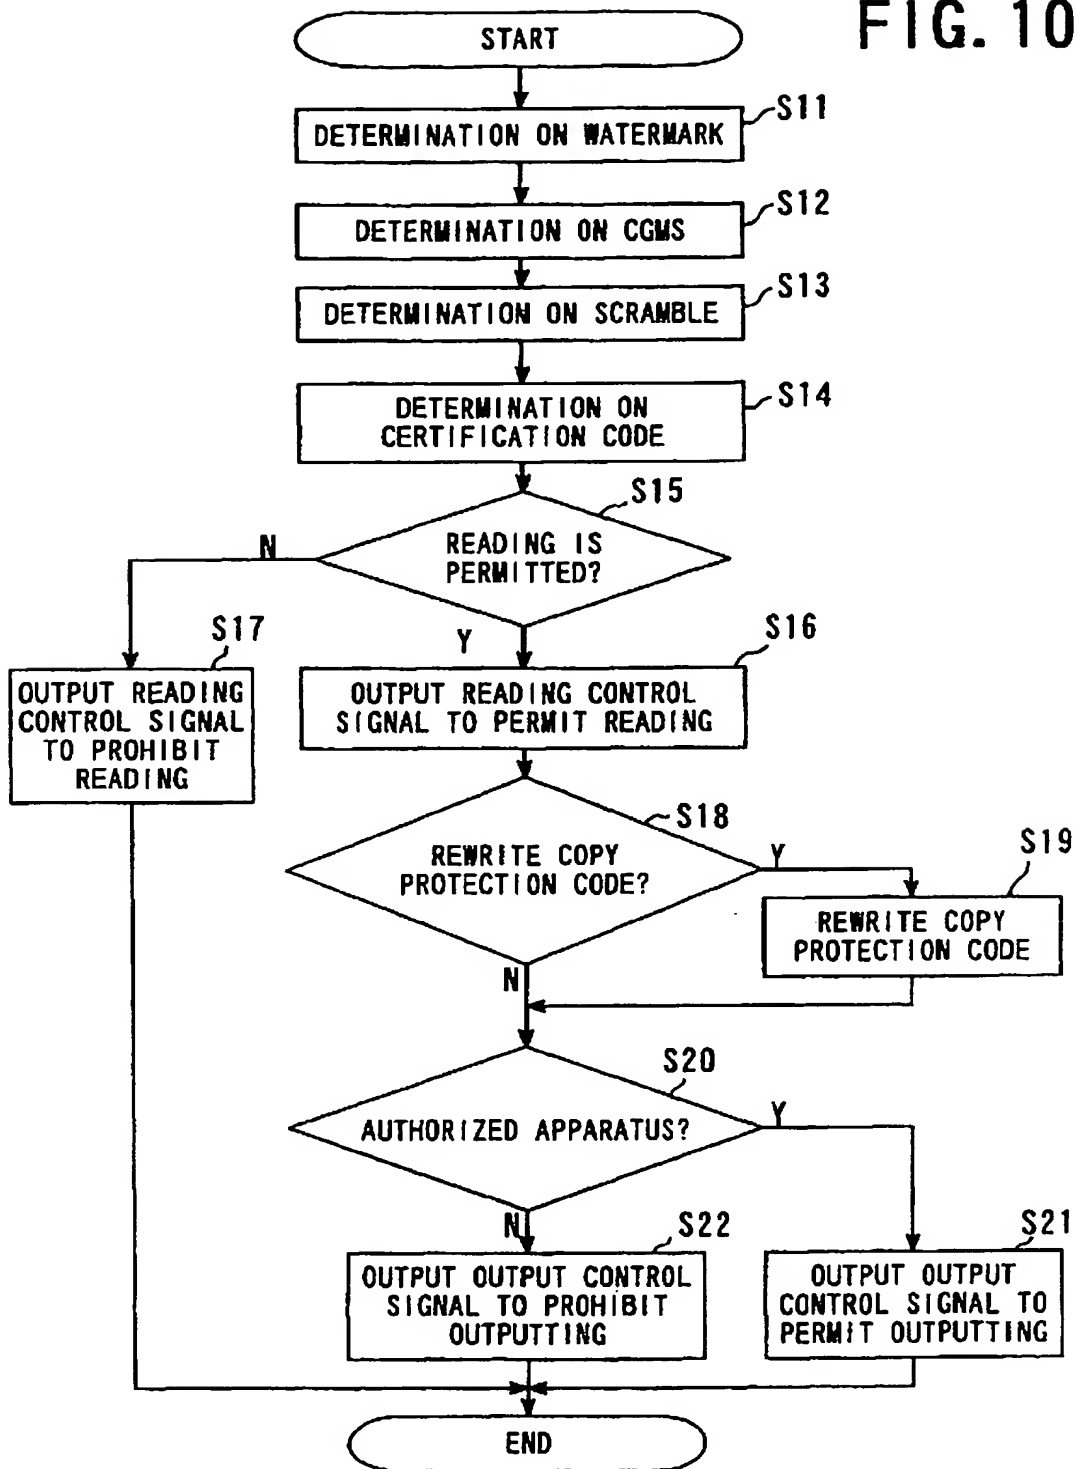 FIG. 10
START
S11
DETERMINATION ON WATERMARK
S12
DETERMINATION ON CGMS
S13
DETERMINATION ON SCRAMBLE
S14
DETERMINATION ON
CERTIFICATION CODE
S15
READING IS
PERMITTED?
N
Y
S17
OUTPUT READING
CONTROL SIGNAL
TO PROHIBIT
READING
S16
OUTPUT READING CONTROL
SIGNAL TO PERMIT READING
S18
REWRITE COPY
PROTECTION CODE?
Y
N
S19
REWRITE COPY
PROTECTION CODE
S20
AUTHORIZED APPARATUS?
Y
N
S22
OUTPUT OUTPUT CONTROL
SIGNAL TO PROHIBIT
OUTPUTTING
S21
OUTPUT OUTPUT
CONTROL SIGNAL TO
PERMIT OUTPUTTING
END